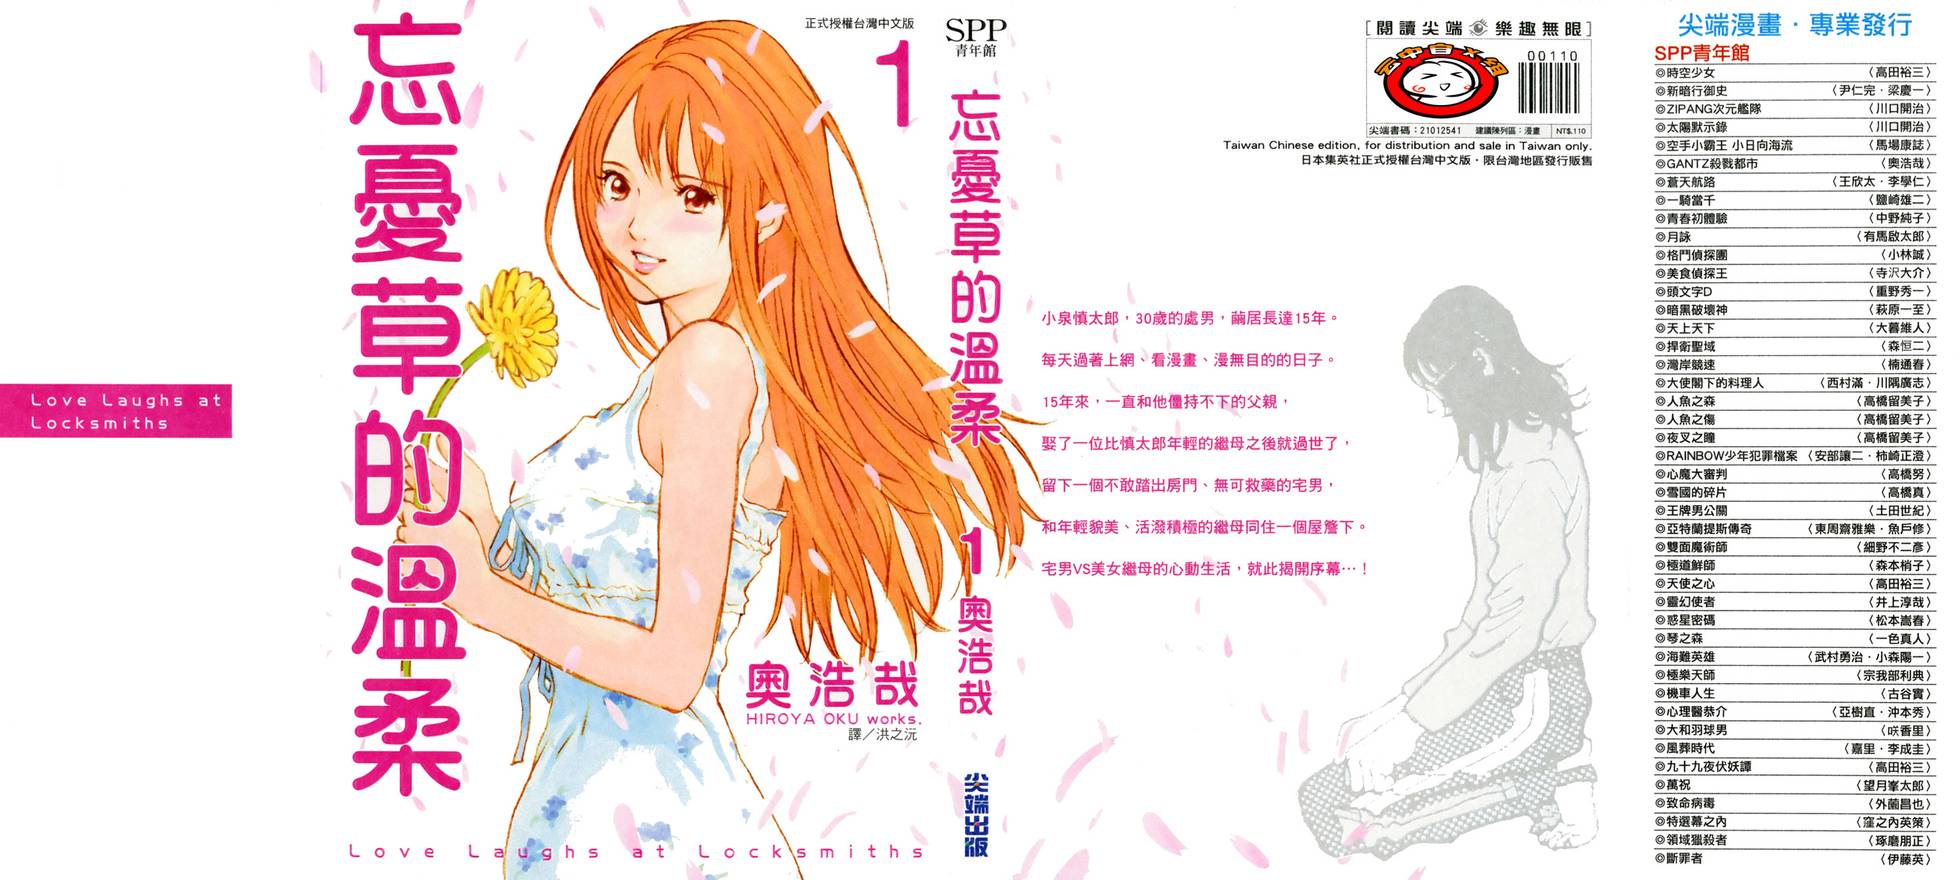 Love Laughs at
Locksmiths
正式授權台灣中文版
1
忘憂草的溫柔
奧浩哉
HIROYA OKU works.
譯／洪之沅
Love Laughs at Locksmiths
SPP
青年館
忘憂草的溫柔
1
奧浩哉
尖端出版
[閱讀尖端 樂趣無限]
00110
尖端書碼：21012541 建議陳列區：漫畫 NT$.110
Taiwan Chinese edition, for distribution and sale in Taiwan only.
日本集英社正式授權台灣中文版・限台灣地區發行販售
小泉慎太郎，30歲的處男，繭居長達15年。
每天過著上網、看漫畫、漫無目的的日子。
15年來，一直和他僵持不下的父親，
娶了一位比慎太郎年輕的繼母之後就過世了，
留下一個不敢踏出房門、無可救藥的宅男，
和年輕貌美、活潑積極的繼母同住一個屋簷下。
宅男VS美女繼母的心動生活，就此揭開序幕…！
尖端漫畫・專業發行
SPP青年館
◎時空少女〈高田裕三〉
◎新暗行御史〈尹仁完・梁慶一〉
◎ZIPANG次元艦隊〈川口開治〉
◎太陽默示錄〈川口開治〉
◎空手小霸王 小日向海流〈馬場康誌〉
◎GANTZ殺戮都市〈奧浩哉〉
◎蒼天航路〈王欣太・李學仁〉
◎一騎當千〈鹽崎雄二〉
◎青春初體驗〈中野純子〉
◎月詠〈有馬啟太郎〉
◎格鬥偵探團〈小林誠〉
◎美食偵探王〈寺沢大介〉
◎頭文字D〈重野秀一〉
◎暗黑破壞神〈萩原一至〉
◎天上天下〈大暮維人〉
◎捍衛聖域〈森恒二〉
◎灣岸競速〈楠通春〉
◎大使閣下的料理人〈西村滿・川隅廣志〉
◎人魚之森〈高橋留美子〉
◎人魚之傷〈高橋留美子〉
◎夜叉之瞳〈高橋留美子〉
◎RAINBOW少年犯罪檔案〈安部讓二・柿崎正澄〉
◎心魔大審判〈高橋努〉
◎雪國的碎片〈高橋真〉
◎王牌男公關〈土田世紀〉
◎亞特蘭提斯傳奇〈東周齋雅樂・魚戶修〉
◎雙面魔術師〈細野不二彥〉
◎極道鮮師〈森本梢子〉
◎天使之心〈高田裕三〉
◎靈幻使者〈井上淳哉〉
◎惑星密碼〈松本嵩春〉
◎琴之森〈一色真人〉
◎海難英雄〈武村勇治・小森陽一〉
◎極樂天師〈宗我部利典〉
◎機車人生〈古谷實〉
◎心理醫恭介〈亞樹直・沖本秀〉
◎大和羽球男〈咲香里〉
◎風葬時代〈嘉里・李成圭〉
◎九十九夜伏妖譚〈高田裕三〉
◎萬祝〈望月峯太郎〉
◎致命病毒〈外薗昌也〉
◎特選幕之內〈窪之內英策〉
◎領域獵殺者〈琢磨朋正〉
◎斷罪者〈伊藤英〉